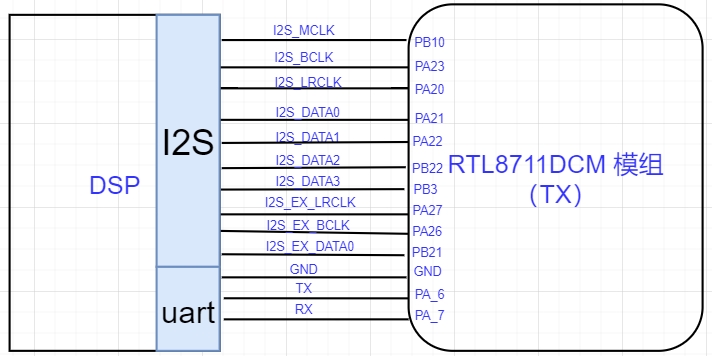 DSP
I2S
uart
I2S_MCLK
PB10
I2S_BCLK
PA23
I2S_LRCLK
PA20
I2S_DATA0
PA21
I2S_DATA1
PA22
I2S_DATA2
PB22
I2S_DATA3
PB3
I2S_EX_LRCLK
PA27
I2S_EX_BCLK
PA26
I2S_EX_DATA0
PB21
GND
GND
TX
PA_6
RX
PA_7
RTL8711DCM 模组
（TX）